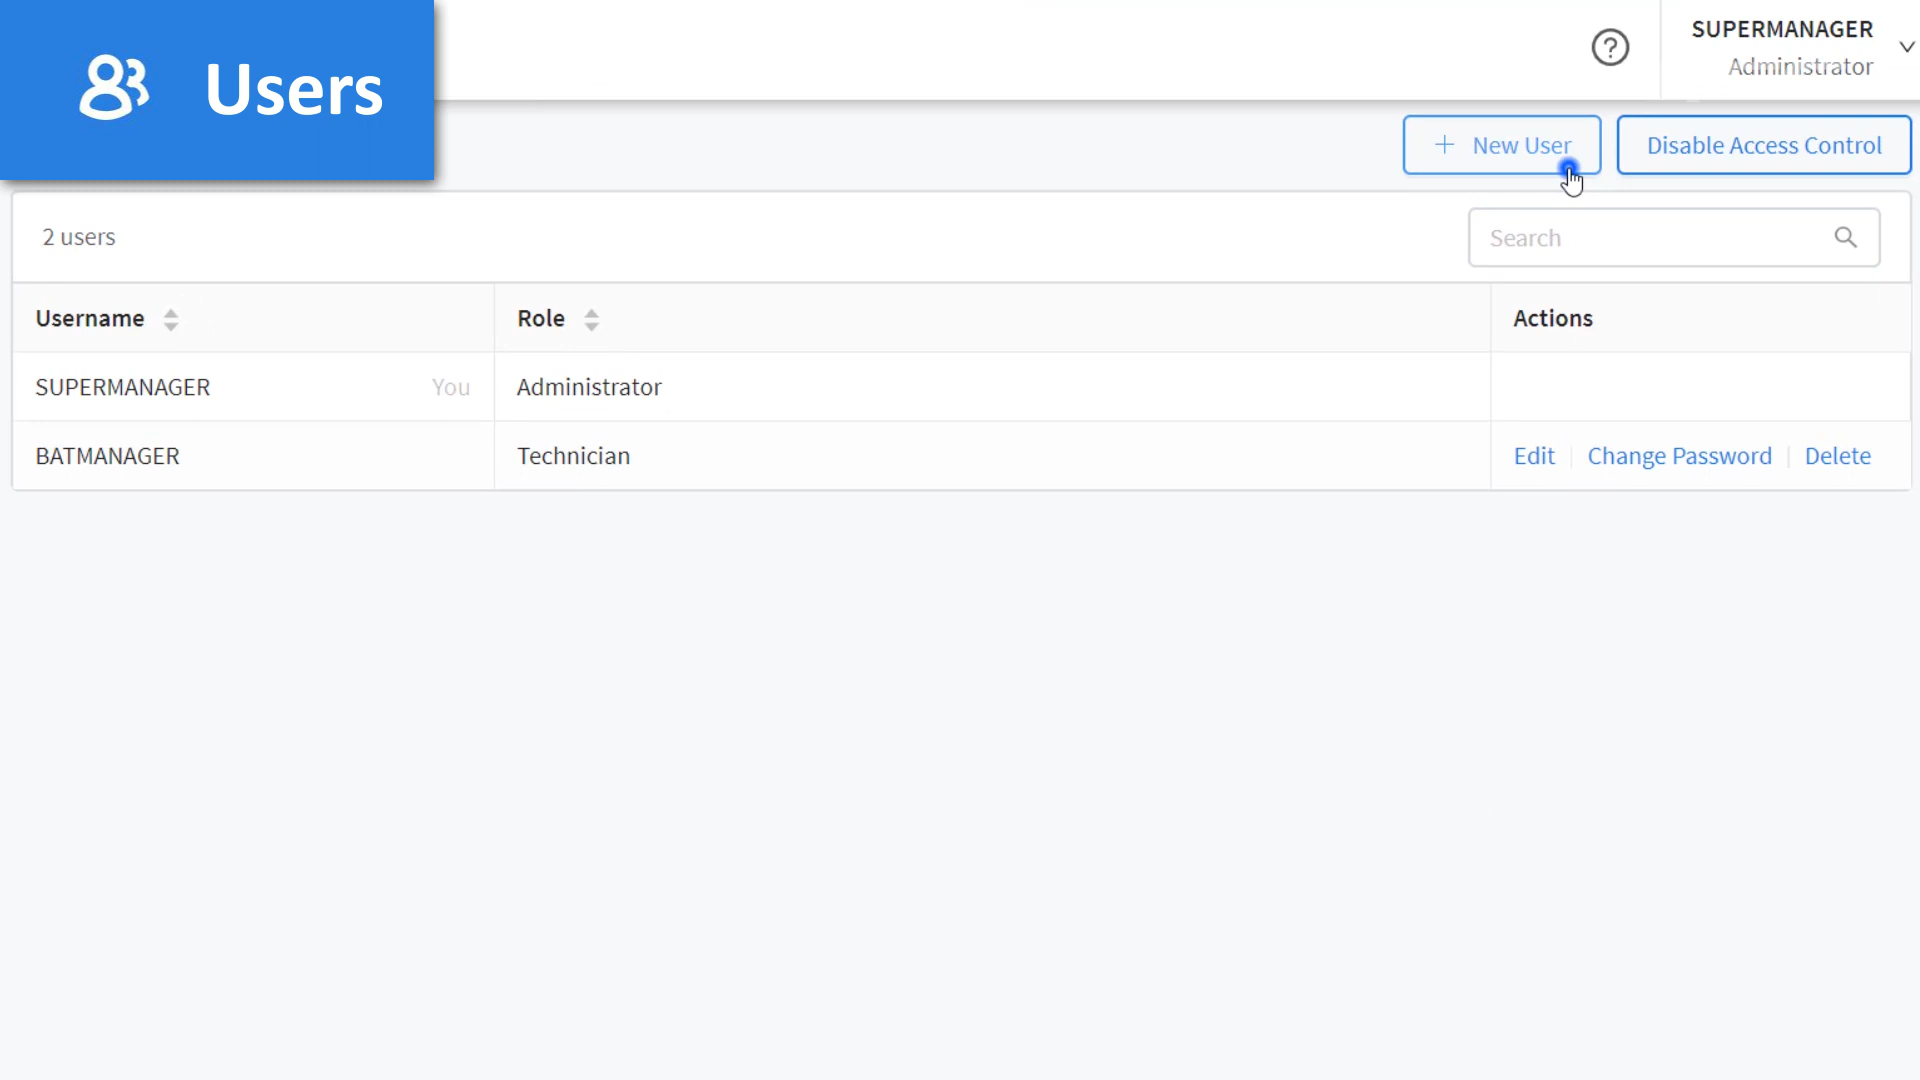 Users
SUPERMANAGER
Administrator
New User
Disable Access Control
2 users
Search
Username Role Actions
SUPERMANAGER You Administrator
BATMANAGER Technician Edit Change Password Delete